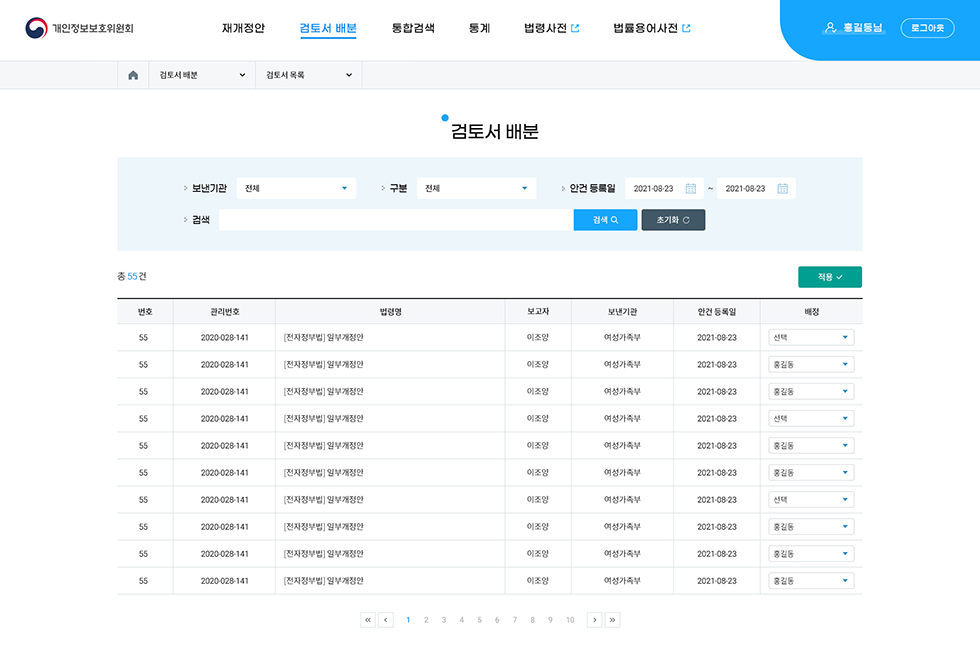 개인정보보호위원회
재개정안 검토서 배분 통합검색 통계 법령사전 법률용어사전
홍길동님 로그아웃
검토서 배분 검토서 목록
검토서 배분
보낸기관 전체 구분 전체 안건 등록일 2021-08-23 ~ 2021-08-23
검색 검색 초기화
총 55건 적용
번호 관리번호 법령명 보고자 보낸기관 안건 등록일 배정
55 2020-028-141 [전자정부법] 일부개정안 이조양 여성가족부 2021-08-23 선택
55 2020-028-141 [전자정부법] 일부개정안 이조양 여성가족부 2021-08-23 홍길동
55 2020-028-141 [전자정부법] 일부개정안 이조양 여성가족부 2021-08-23 홍길동
55 2020-028-141 [전자정부법] 일부개정안 이조양 여성가족부 2021-08-23 선택
55 2020-028-141 [전자정부법] 일부개정안 이조양 여성가족부 2021-08-23 홍길동
55 2020-028-141 [전자정부법] 일부개정안 이조양 여성가족부 2021-08-23 홍길동
55 2020-028-141 [전자정부법] 일부개정안 이조양 여성가족부 2021-08-23 선택
55 2020-028-141 [전자정부법] 일부개정안 이조양 여성가족부 2021-08-23 홍길동
55 2020-028-141 [전자정부법] 일부개정안 이조양 여성가족부 2021-08-23 홍길동
55 2020-028-141 [전자정부법] 일부개정안 이조양 여성가족부 2021-08-23 홍길동
« ‹ 1 2 3 4 5 6 7 8 9 10 › »